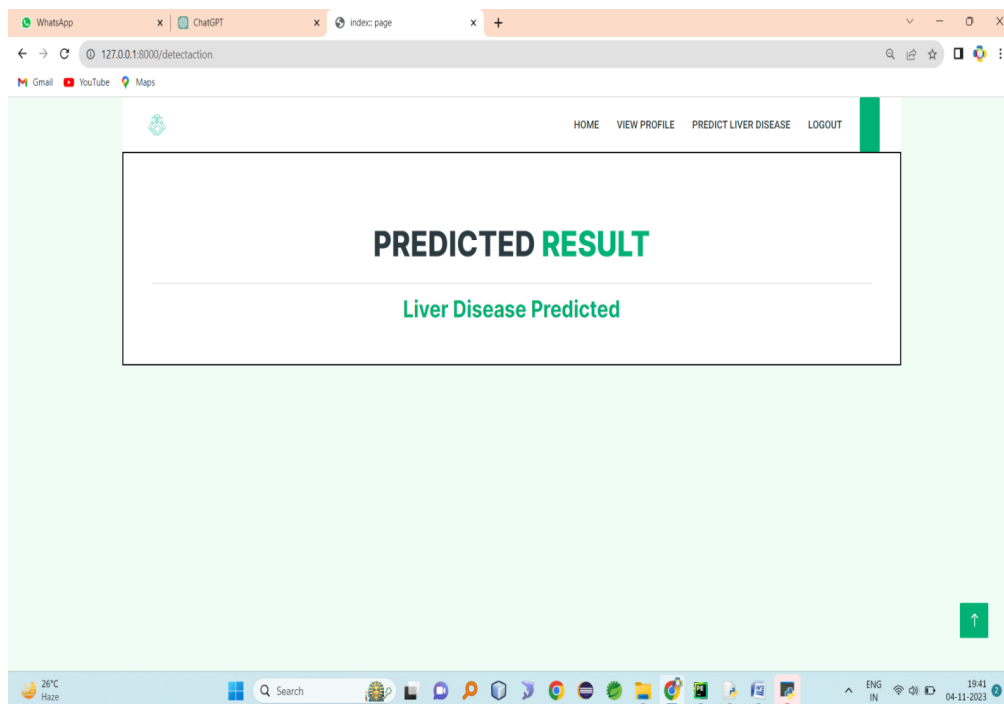 WhatsApp ChatGPT index:: page
127.0.0.1:8000/detectaction
Gmail YouTube Maps
HOME VIEW PROFILE PREDICT LIVER DISEASE LOGOUT
PREDICTED RESULT
Liver Disease Predicted
26°C
Haze
Search
ENG
IN
19:41
04-11-2023
2